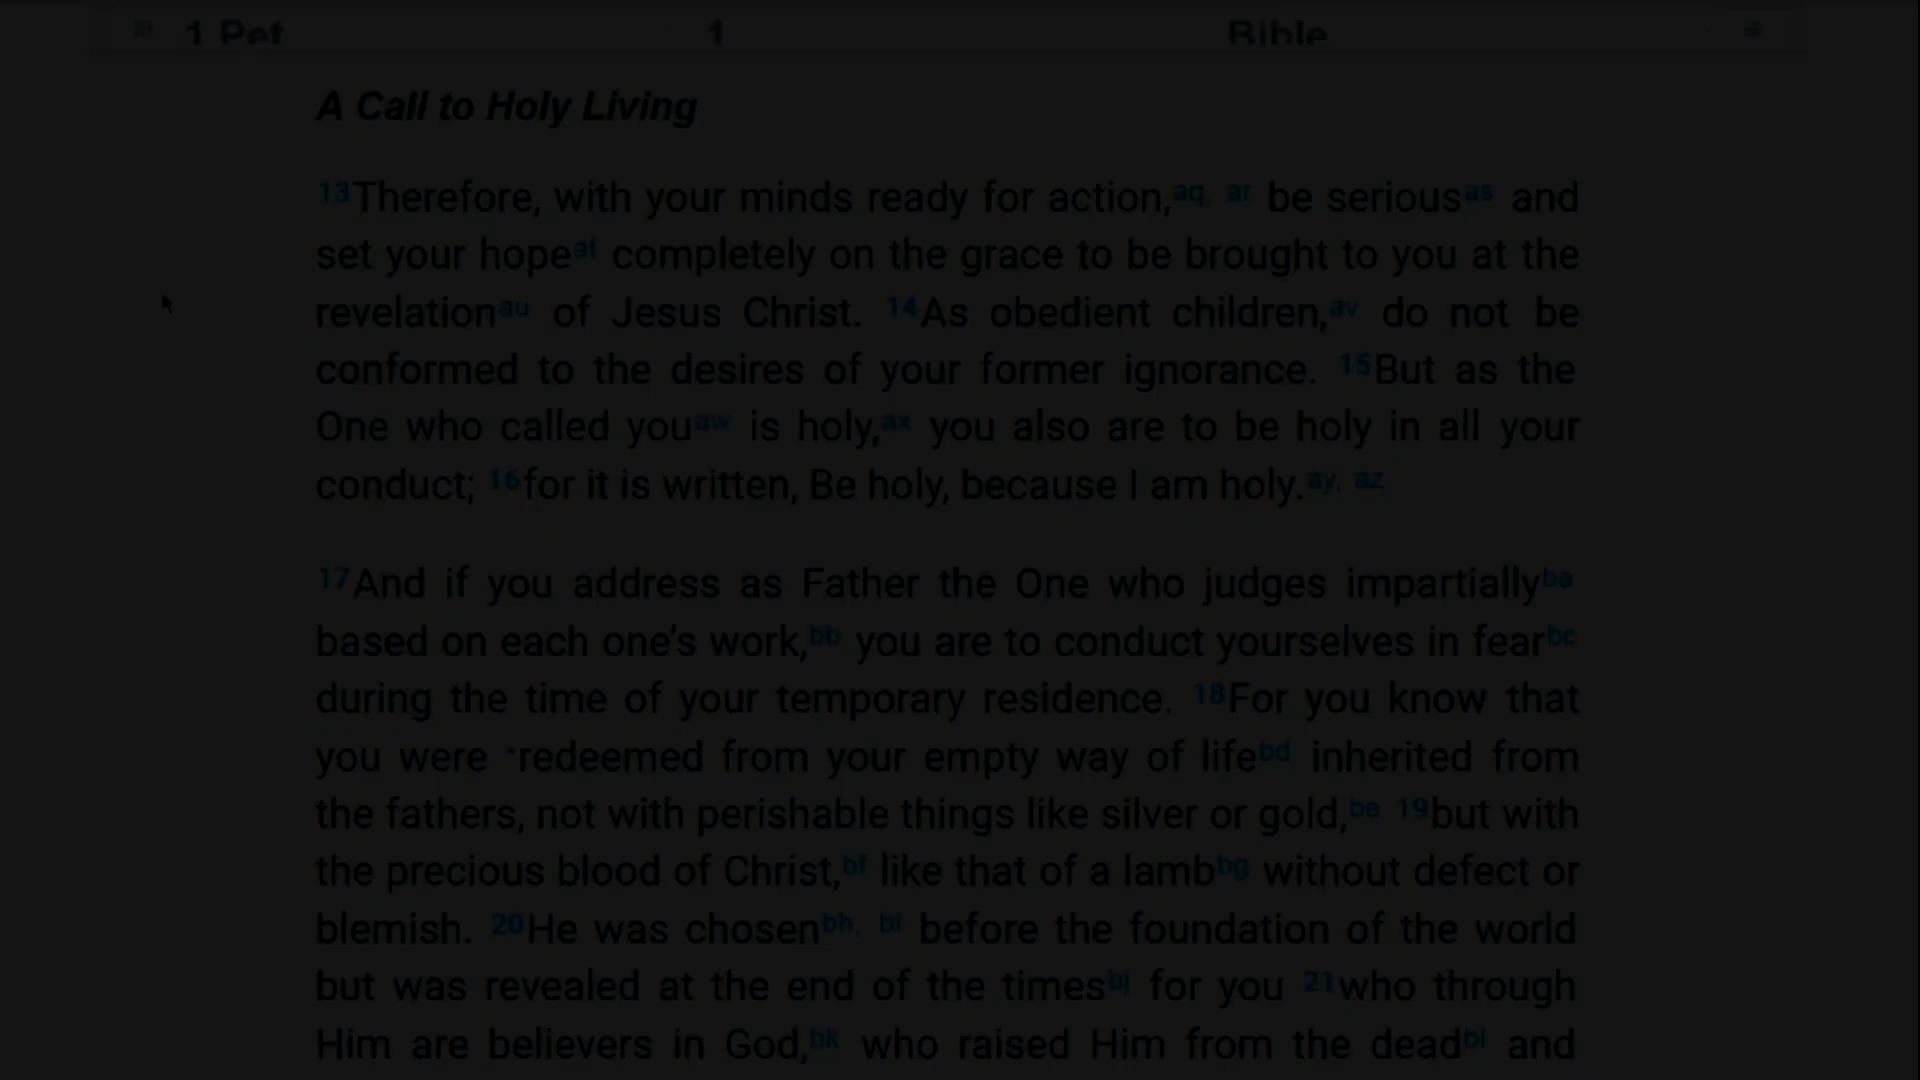 1 Pet 1 Bible
A Call to Holy Living
13Therefore, with your minds ready for action,aq, ar be seriousas and
set your hopeat completely on the grace to be brought to you at the
revelationau of Jesus Christ. 14As obedient children,av do not be
conformed to the desires of your former ignorance. 15But as the
One who called youaw is holy,ax you also are to be holy in all your
conduct; 16for it is written, Be holy, because I am holy.ay, az
17And if you address as Father the One who judges impartiallyba
based on each one's work,bb you are to conduct yourselves in fearbc
during the time of your temporary residence. 18For you know that
you were •redeemed from your empty way of lifebd inherited from
the fathers, not with perishable things like silver or gold,be 19but with
the precious blood of Christ,bf like that of a lambbg without defect or
blemish. 20He was chosenbh, bi before the foundation of the world
but was revealed at the end of the timesbj for you 21who through
Him are believers in God,bk who raised Him from the deadbl and